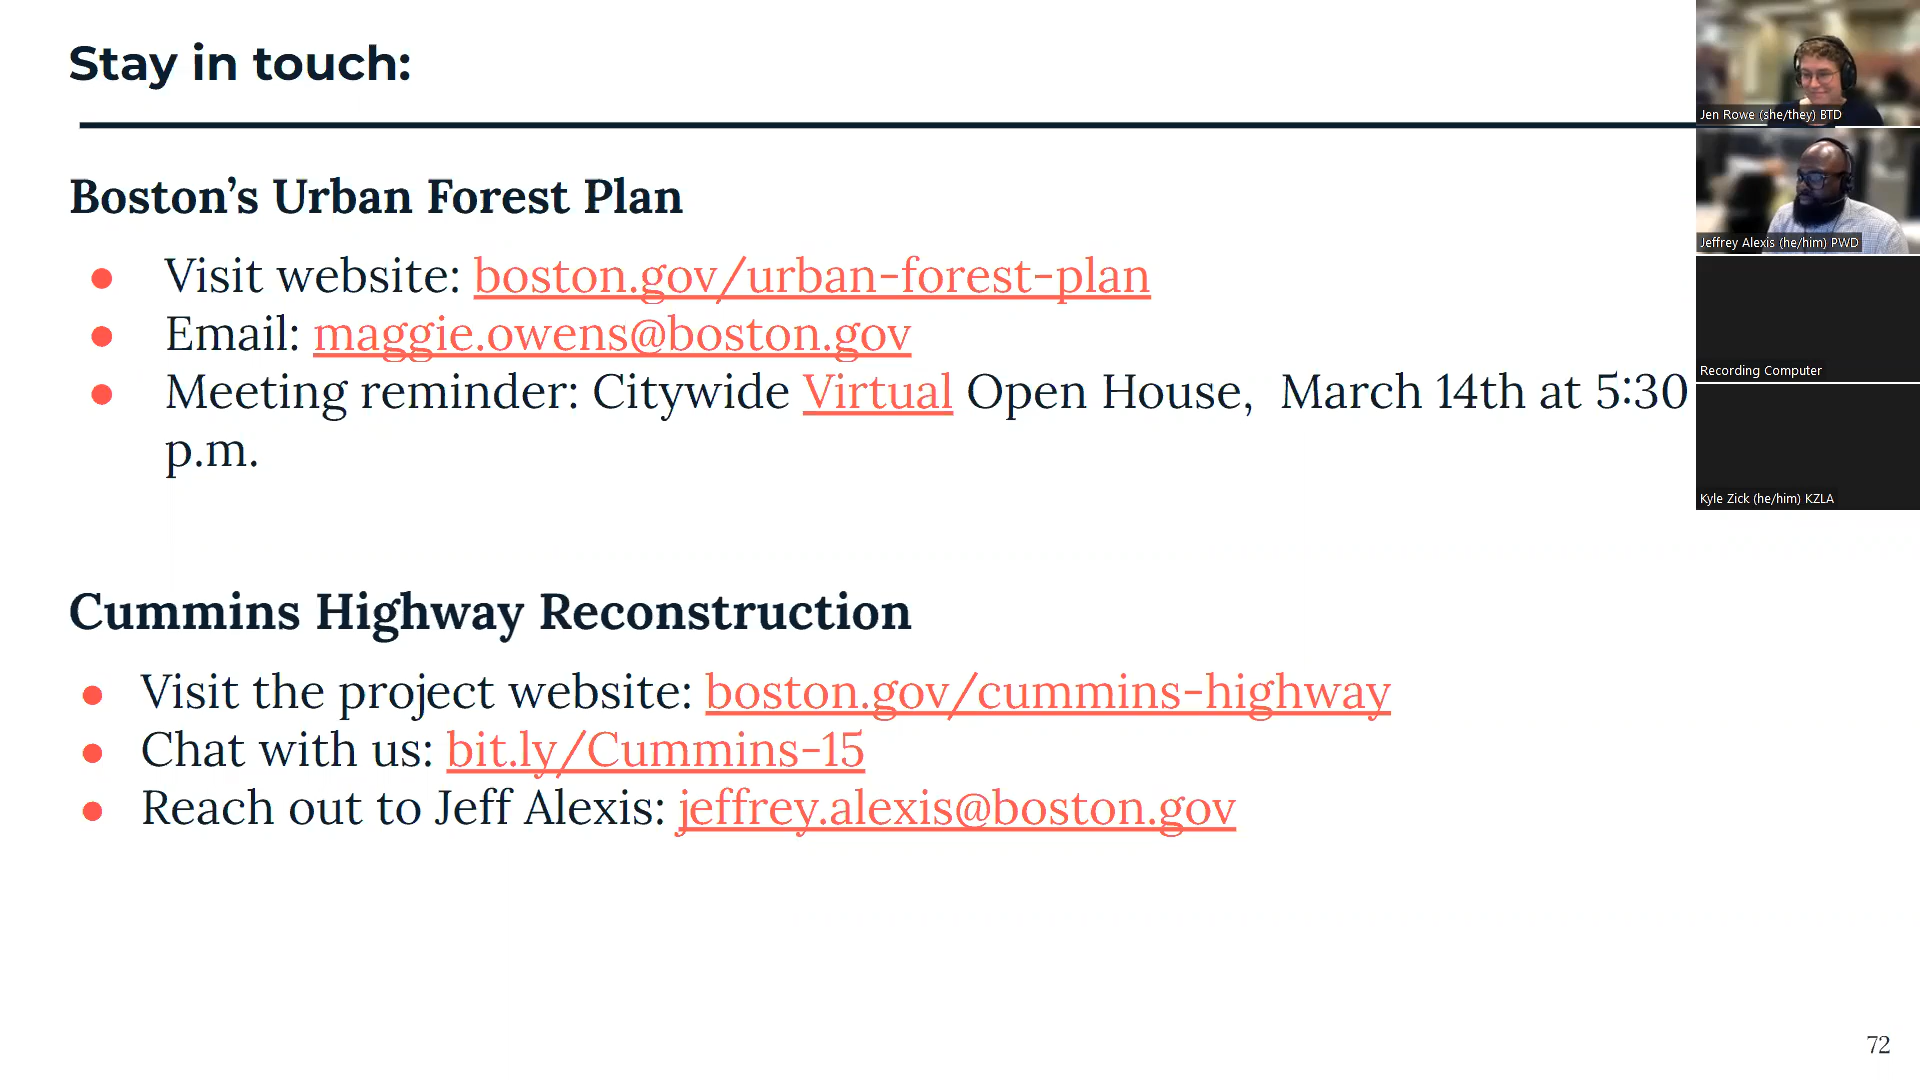 Stay in touch:
Boston’s Urban Forest Plan
● Visit website: boston.gov/urban-forest-plan
● Email: maggie.owens@boston.gov
● Meeting reminder: Citywide Virtual Open House,  March 14th at 5:30
p.m.
Cummins Highway Reconstruction
● Visit the project website: boston.gov/cummins-highway
● Chat with us: bit.ly/Cummins-15
● Reach out to Jeff Alexis: jeffrey.alexis@boston.gov
72
Jen Rowe (she/they) BTD
Jeffrey Alexis (he/him) PWD
Recording Computer
Kyle Zick (he/him) KZLA